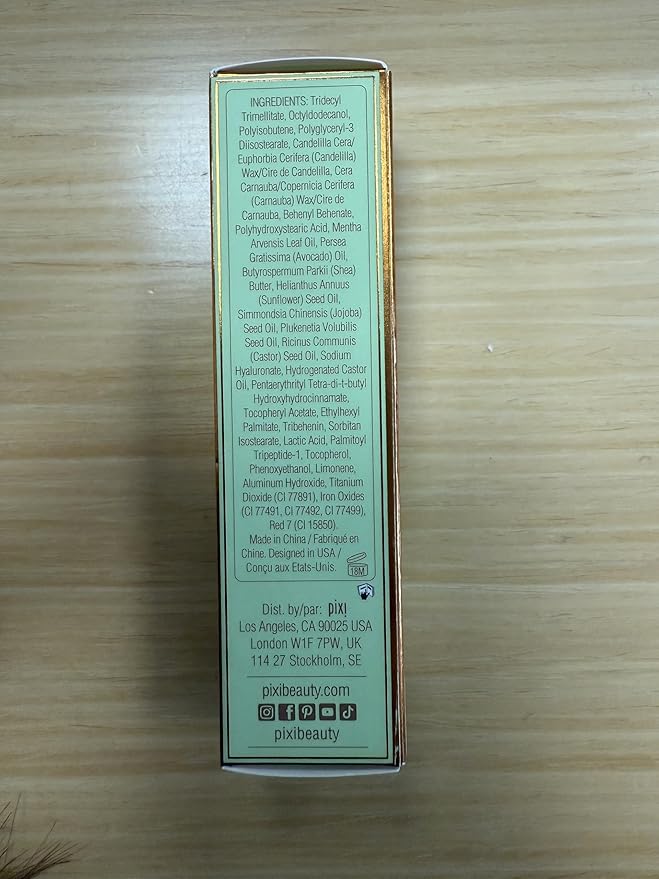 INGREDIENTS: Tridecyl
Trimellitate, Octyldodecanol,
Polyisobutene, Polyglyceryl-3
Diisostearate, Candelilla Cera/
Euphorbia Cerifera (Candelilla)
Wax/Cire de Candelilla, Cera
Carnauba/Copernicia Cerifera
(Carnauba) Wax/Cire de
Carnauba, Behenyl Behenate,
Polyhydroxystearic Acid, Mentha
Arvensis Leaf Oil, Persea
Gratissima (Avocado) Oil,
Butyrospermum Parkii (Shea)
Butter, Helianthus Annuus
(Sunflower) Seed Oil,
Simmondsia Chinensis (Jojoba)
Seed Oil, Plukenetia Volubilis
Seed Oil, Ricinus Communis
(Castor) Seed Oil, Sodium
Hyaluronate, Hydrogenated Castor
Oil, Pentaerythrityl Tetra-di-t-butyl
Hydroxyhydrocinnamate,
Tocopheryl Acetate, Ethylhexyl
Palmitate, Tribehenin, Sorbitan
Isostearate, Lactic Acid, Palmitoyl
Tripeptide-1, Tocopherol,
Phenoxyethanol, Limonene,
Aluminum Hydroxide, Titanium
Dioxide (CI 77891), Iron Oxides
(CI 77491, Ci 77492, CI 77499),
Red 7 (CI 15850).
Made in China / Fabriqué en
Chine. Designed in USA /
Conçu aux Etats-Unis.
18M
Dist. by/par: pixi
Los Angeles, CA 90025 USA
London W1F 7PW, UK
114 27 Stockholm, SE
pixibeauty.com
pixibeauty